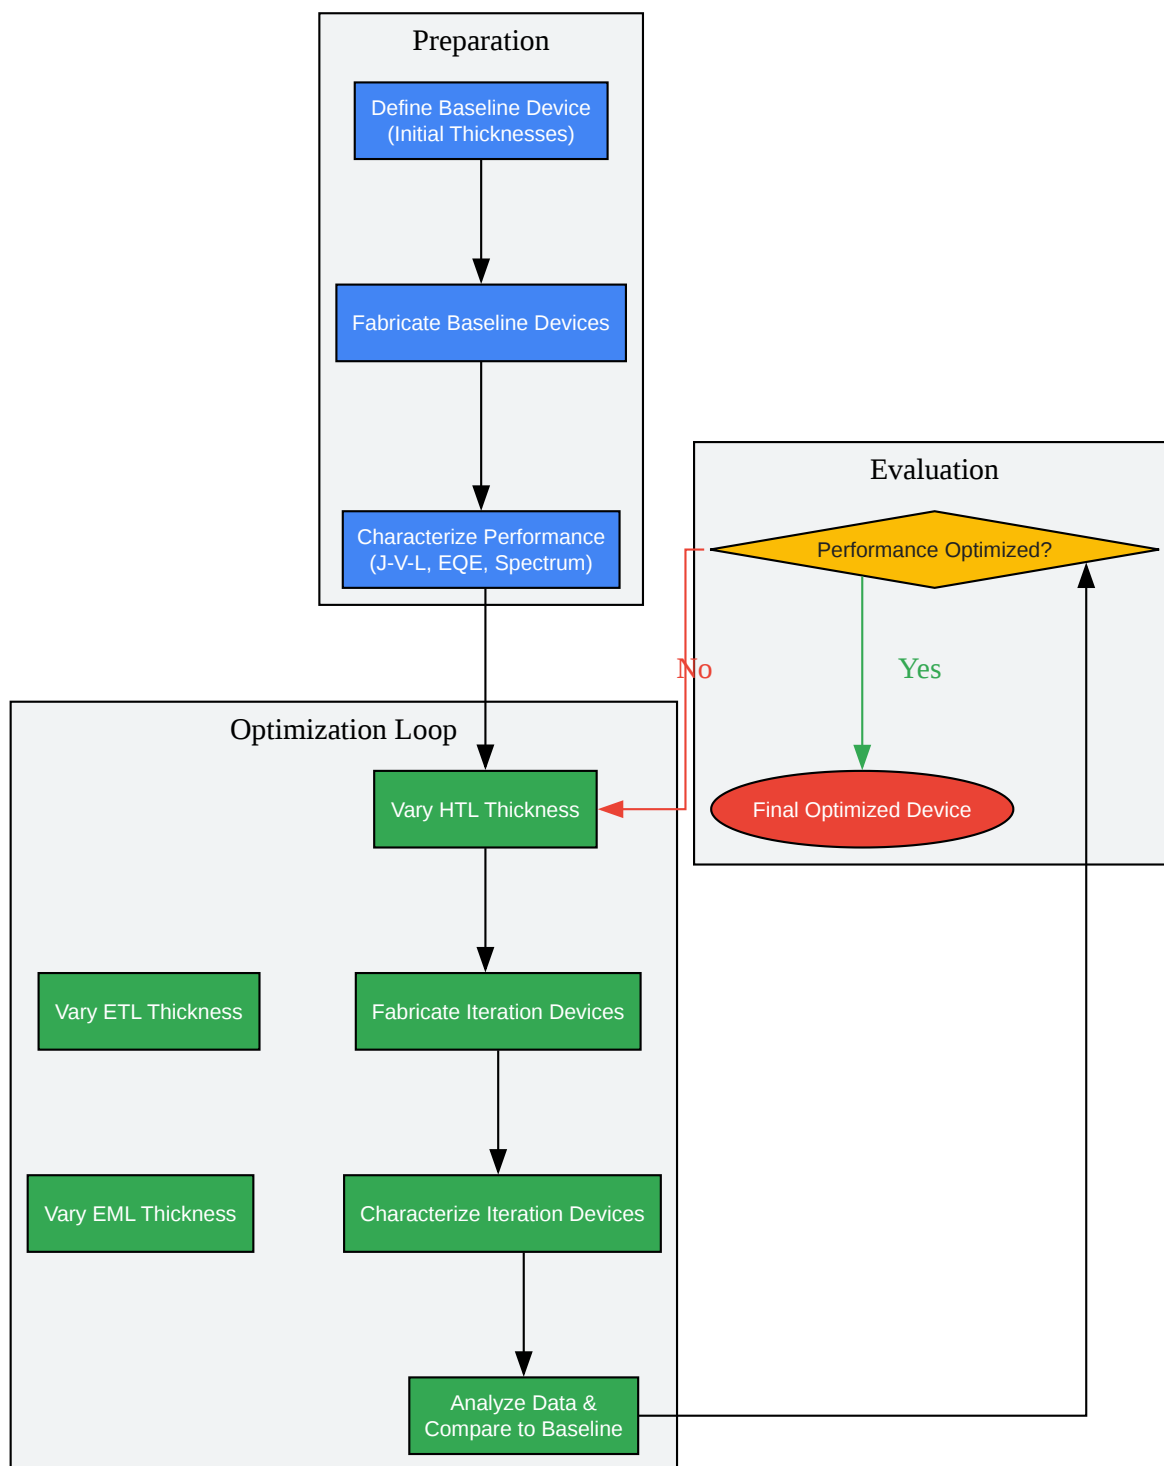 Preparation
Define Baseline Device
(Initial Thicknesses)
Fabricate Baseline Devices
Characterize Performance
(J-V-L, EQE, Spectrum)
Evaluation
Performance Optimized?
No
Yes
Final Optimized Device
Optimization Loop
Vary HTL Thickness
Vary ETL Thickness
Fabricate Iteration Devices
Vary EML Thickness
Characterize Iteration Devices
Analyze Data &
Compare to Baseline